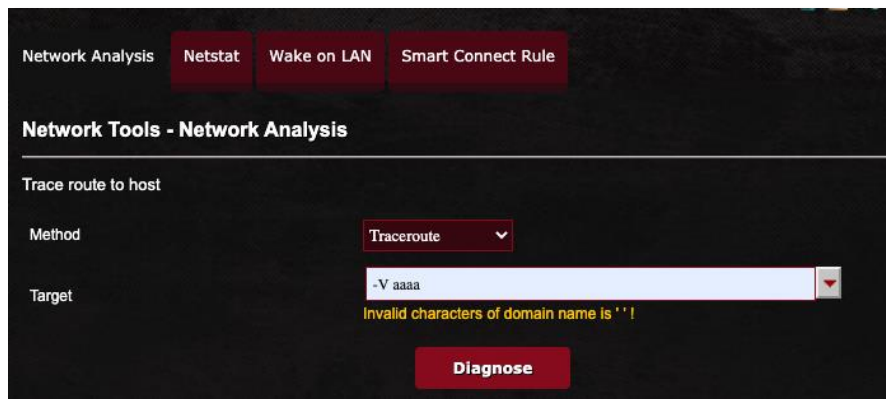 Network Analysis Netstat Wake on LAN Smart Connect Rule
Network Tools - Network Analysis
Trace route to host
Method Traceroute
Target -V aaaa
Invalid characters of domain name is ' ' !
Diagnose